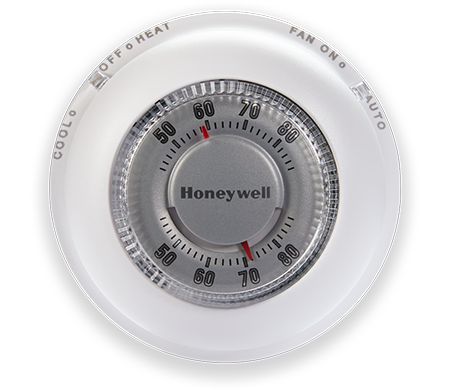 COOL OFF HEAT
FAN ON AUTO
50 60 70 80
Honeywell
50 60 70 80